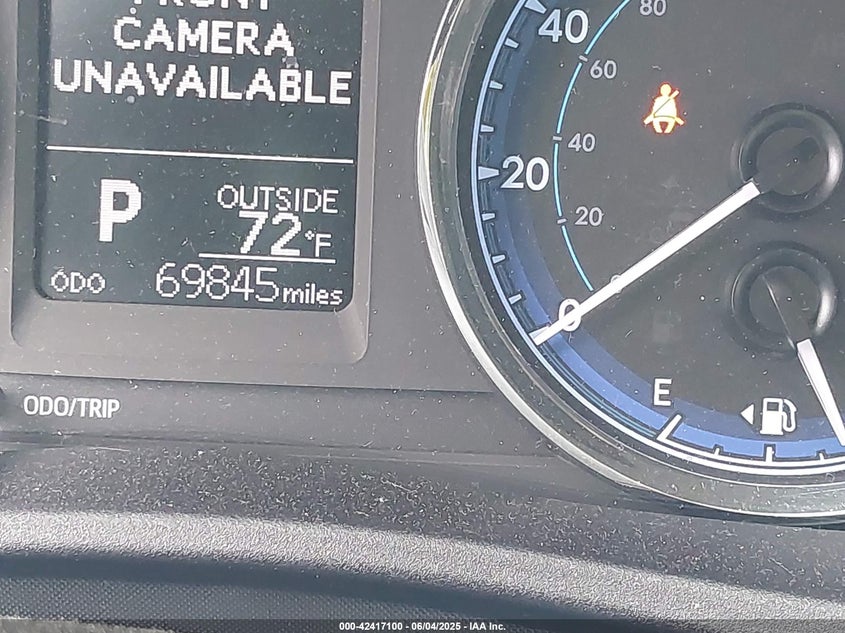 FRONT
CAMERA
UNAVAILABLE
P
OUTSIDE
72°F
ODO 69845 miles
ODO/TRIP
40
20
0
80
60
40
20
E
000-42417100 - 06/04/2025 - IAA Inc.